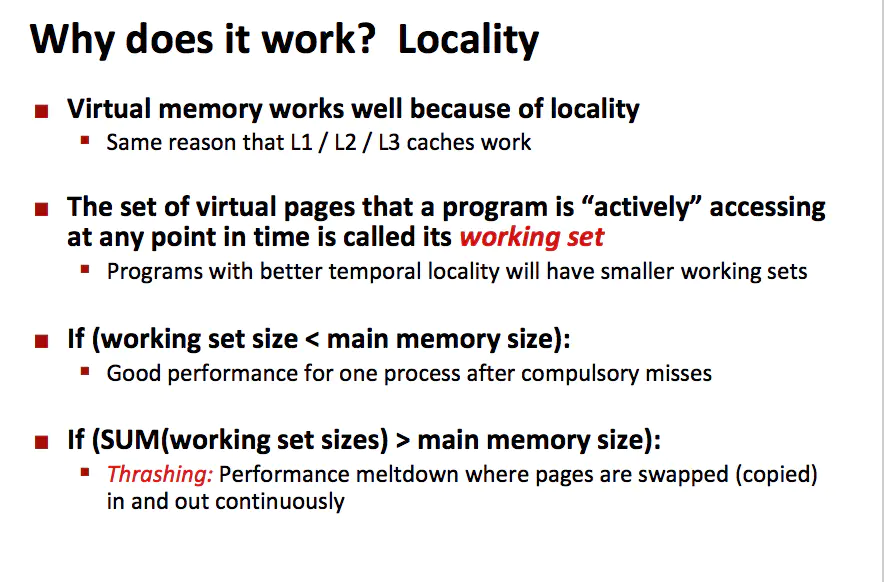 Why does it work? Locality
Virtual memory works well because of locality
Same reason that L1 / L2 / L3 caches work
The set of virtual pages that a program is “actively” accessing
at any point in time is called its working set
Programs with better temporal locality will have smaller working sets
If (working set size < main memory size):
Good performance for one process after compulsory misses
If (SUM(working set sizes) > main memory size):
Thrashing: Performance meltdown where pages are swapped (copied)
in and out continuously